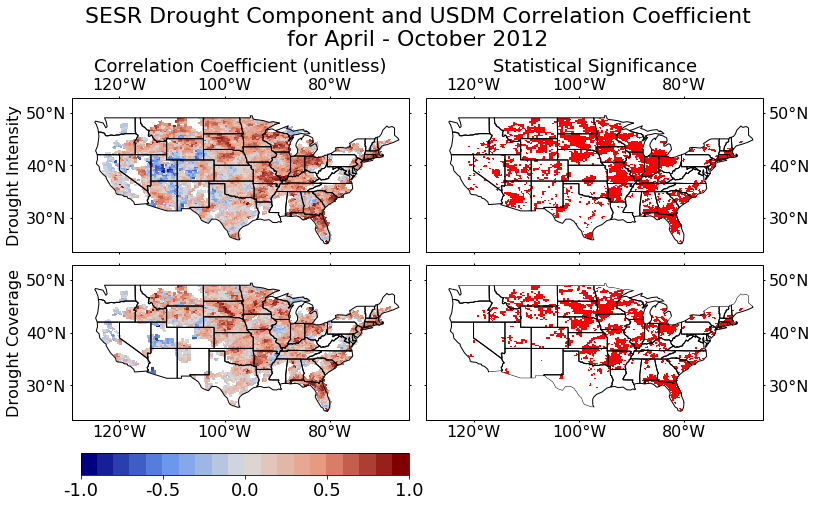 SESR Drought Component and USDM Correlation Coefficient
for April - October 2012
Correlation Coefficient (unitless)
Statistical Significance
120°W 100°W 80°W
120°W 100°W 80°W
Drought Intensity
50°N
40°N
30°N
50°N
40°N
30°N
Drought Coverage
50°N
40°N
30°N
50°N
40°N
30°N
120°W 100°W 80°W
120°W 100°W 80°W
-1.0 -0.5 0.0 0.5 1.0